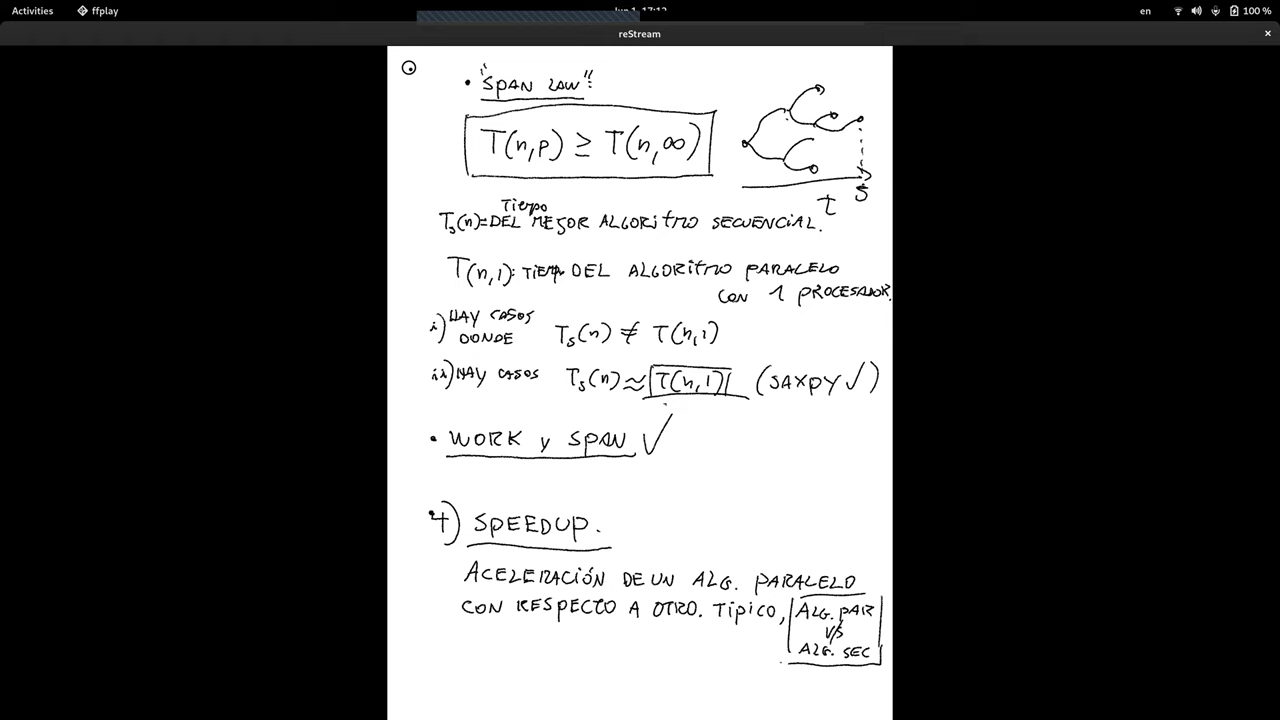 Activities
ffplay
en
100 %
reStream
• "SPAN LAW":
T(n,p) ≥ T(n,∞)
t
S
Ts(n)= Tiempo DEL MEJOR ALGORITMO SECUENCIAL.
T(n,1): TIEMPO DEL ALGORITMO PARALELO
CON 1 PROCESADOR.
i) HAY CASOS
DONDE Ts(n) ≠ T(n,1)
ii) HAY CASOS Ts(n) ≈ T(n,1) (SAXPY ✓)
• WORK y SPAN ✓
4) SPEEDUP.
ACELERACIÓN DE UN ALG. PARALELO
CON RESPECTO A OTRO. TÍPICO,
ALG. PAR
V/S
ALG. SEC